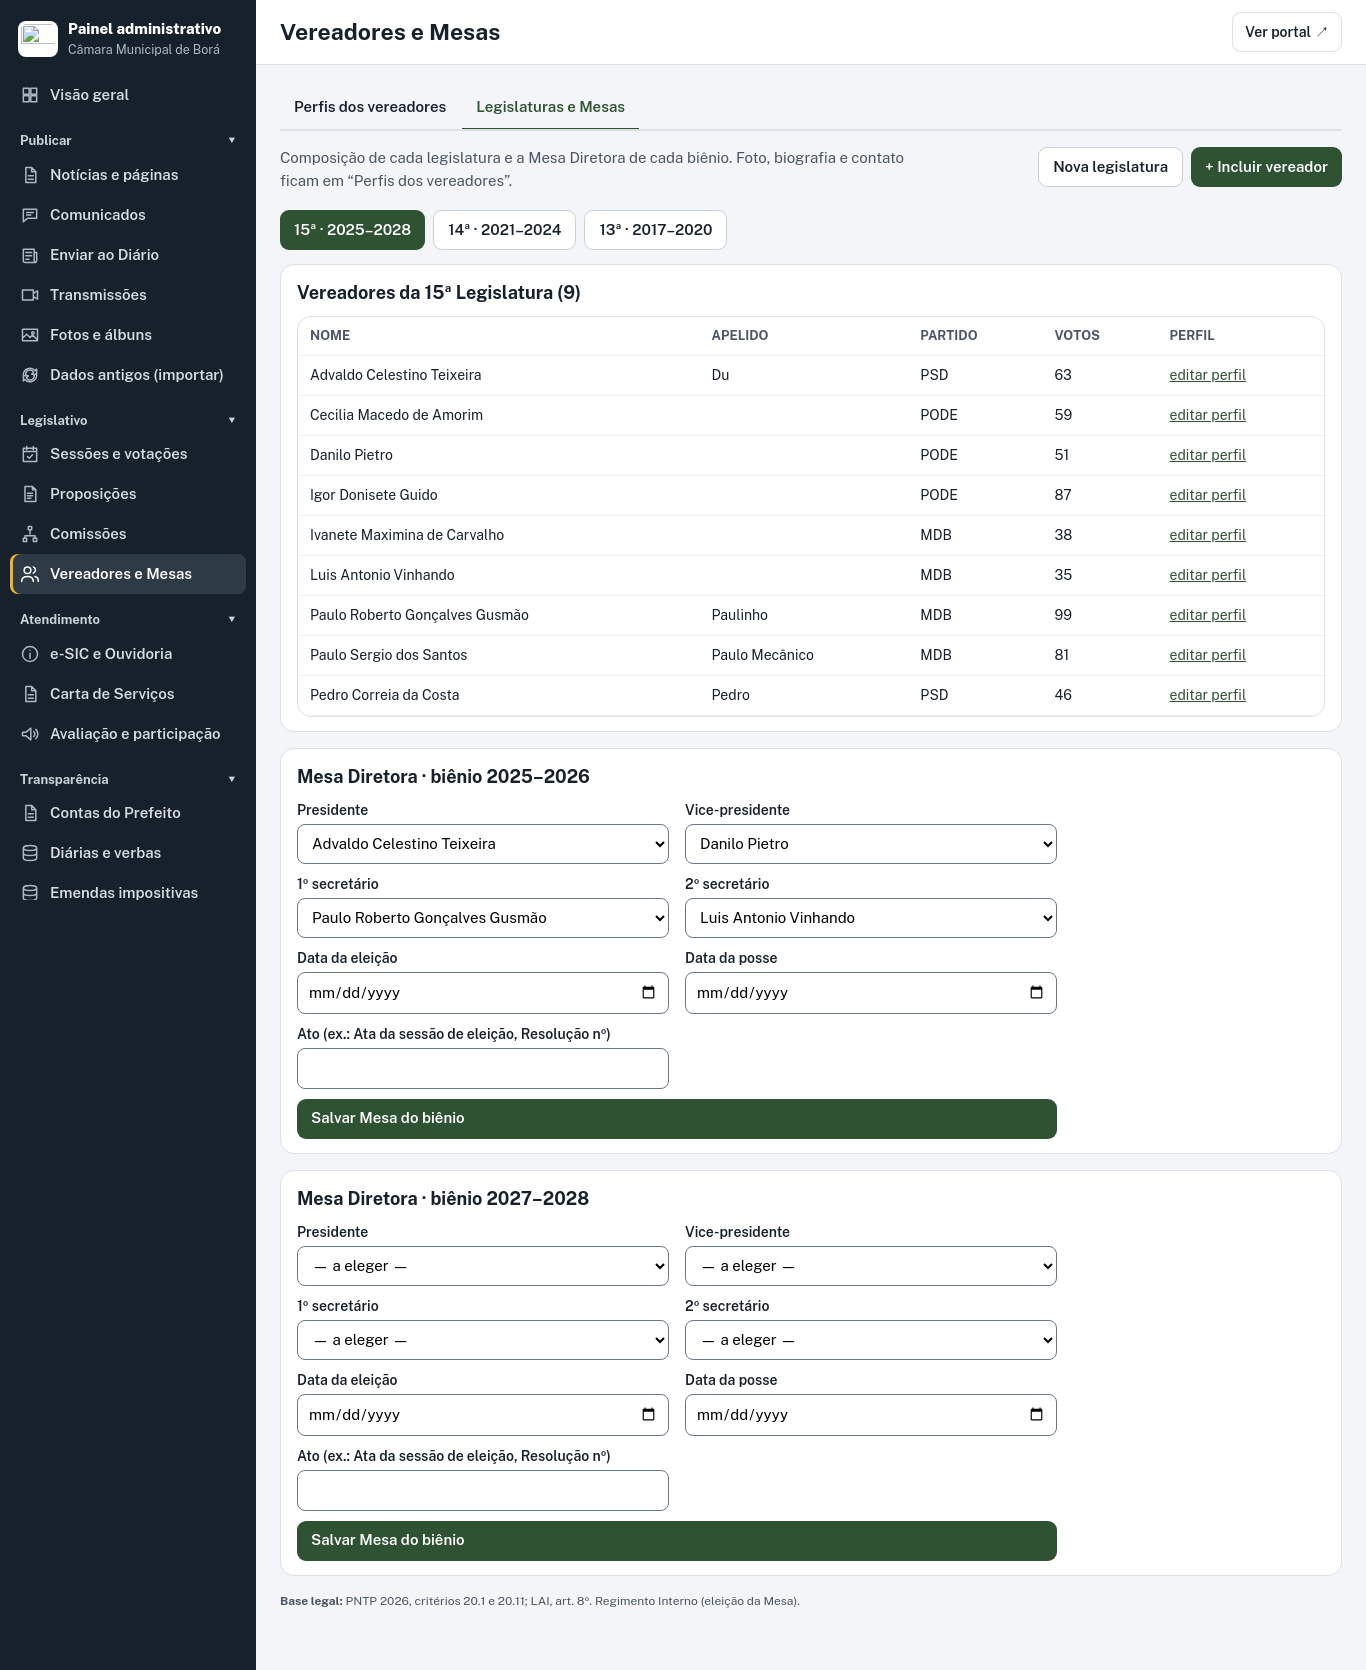 Painel administrativo
Câmara Municipal de Borá
Visão geral
Publicar ▾
Notícias e páginas
Comunicados
Enviar ao Diário
Transmissões
Fotos e álbuns
Dados antigos (importar)
Legislativo ▾
Sessões e votações
Proposições
Comissões
Vereadores e Mesas
Atendimento ▾
e-SIC e Ouvidoria
Carta de Serviços
Avaliação e participação
Transparência ▾
Contas do Prefeito
Diárias e verbas
Emendas impositivas
Vereadores e Mesas
Ver portal ↗
Perfis dos vereadores Legislaturas e Mesas
Composição de cada legislatura e a Mesa Diretora de cada biênio. Foto, biografia e contato
ficam em “Perfis dos vereadores”.
Nova legislatura + Incluir vereador
15ª · 2025–2028 14ª · 2021–2024 13ª · 2017–2020
Vereadores da 15ª Legislatura (9)
NOME APELIDO PARTIDO VOTOS PERFIL
Advaldo Celestino Teixeira Du PSD 63 editar perfil
Cecilia Macedo de Amorim PODE 59 editar perfil
Danilo Pietro PODE 51 editar perfil
Igor Donisete Guido PODE 87 editar perfil
Ivanete Maximina de Carvalho MDB 38 editar perfil
Luis Antonio Vinhando MDB 35 editar perfil
Paulo Roberto Gonçalves Gusmão Paulinho MDB 99 editar perfil
Paulo Sergio dos Santos Paulo Mecânico MDB 81 editar perfil
Pedro Correia da Costa Pedro PSD 46 editar perfil
Mesa Diretora · biênio 2025–2026
Presidente Vice-presidente
Advaldo Celestino Teixeira Danilo Pietro
1º secretário 2º secretário
Paulo Roberto Gonçalves Gusmão Luis Antonio Vinhando
Data da eleição Data da posse
mm/dd/yyyy mm/dd/yyyy
Ato (ex.: Ata da sessão de eleição, Resolução nº)
Salvar Mesa do biênio
Mesa Diretora · biênio 2027–2028
Presidente Vice-presidente
— a eleger — — a eleger —
1º secretário 2º secretário
— a eleger — — a eleger —
Data da eleição Data da posse
mm/dd/yyyy mm/dd/yyyy
Ato (ex.: Ata da sessão de eleição, Resolução nº)
Salvar Mesa do biênio
Base legal: PNTP 2026, critérios 20.1 e 20.11; LAI, art. 8º. Regimento Interno (eleição da Mesa).